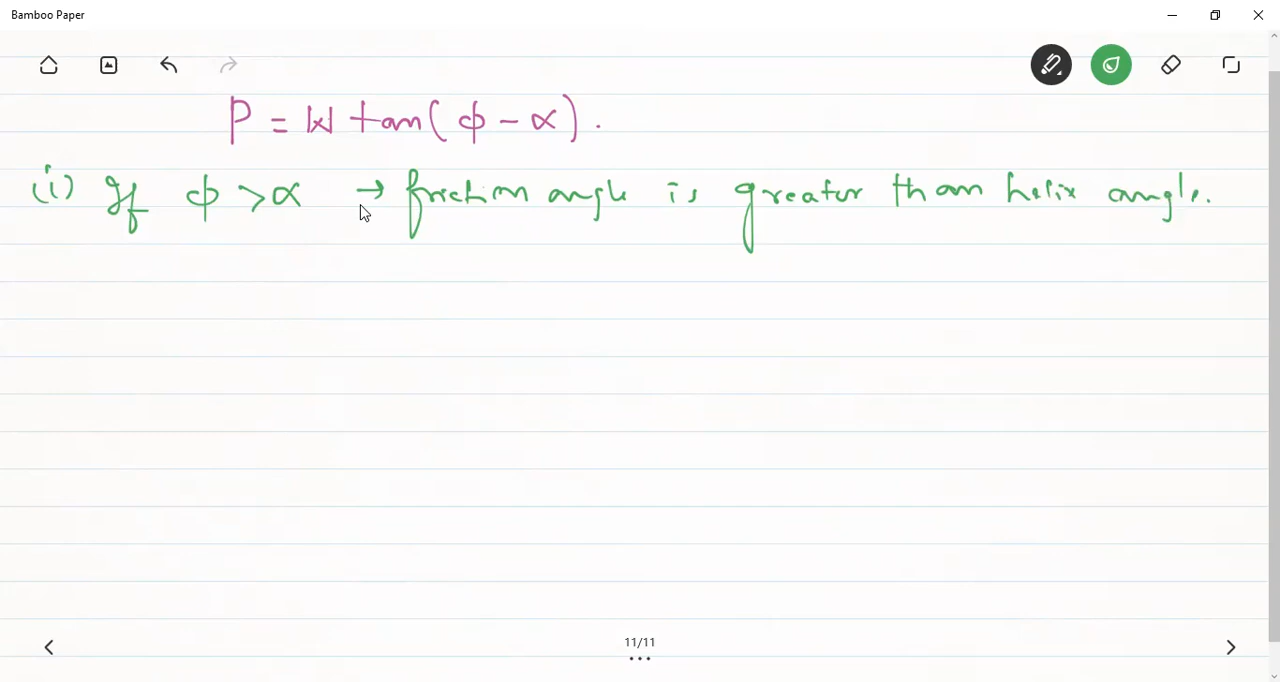 Bamboo Paper
P = W tan(φ - α).
(i) If φ > α → friction angle is greater than helix angle.
11/11